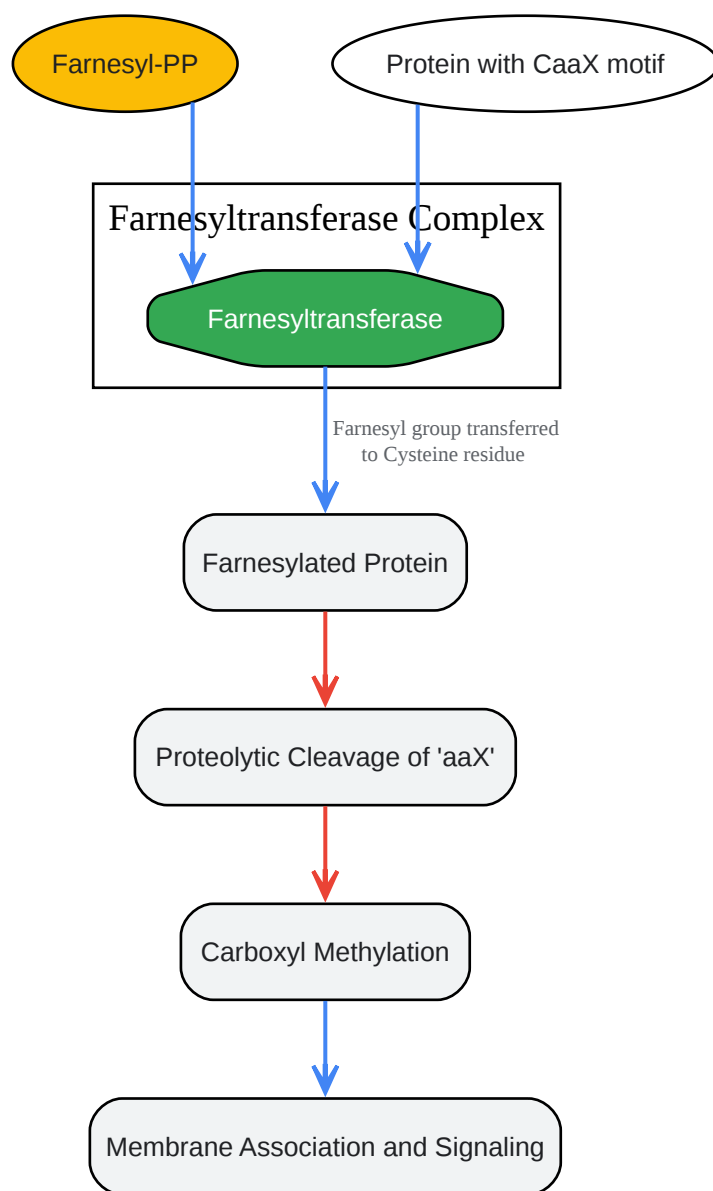 Farnesyl-PP
Protein with CaaX motif
Farnesyltransferase Complex
Farnesyltransferase
Farnesyl group transferred
to Cysteine residue
Farnesylated Protein
Proteolytic Cleavage of 'aaX'
Carboxyl Methylation
Membrane Association and Signaling